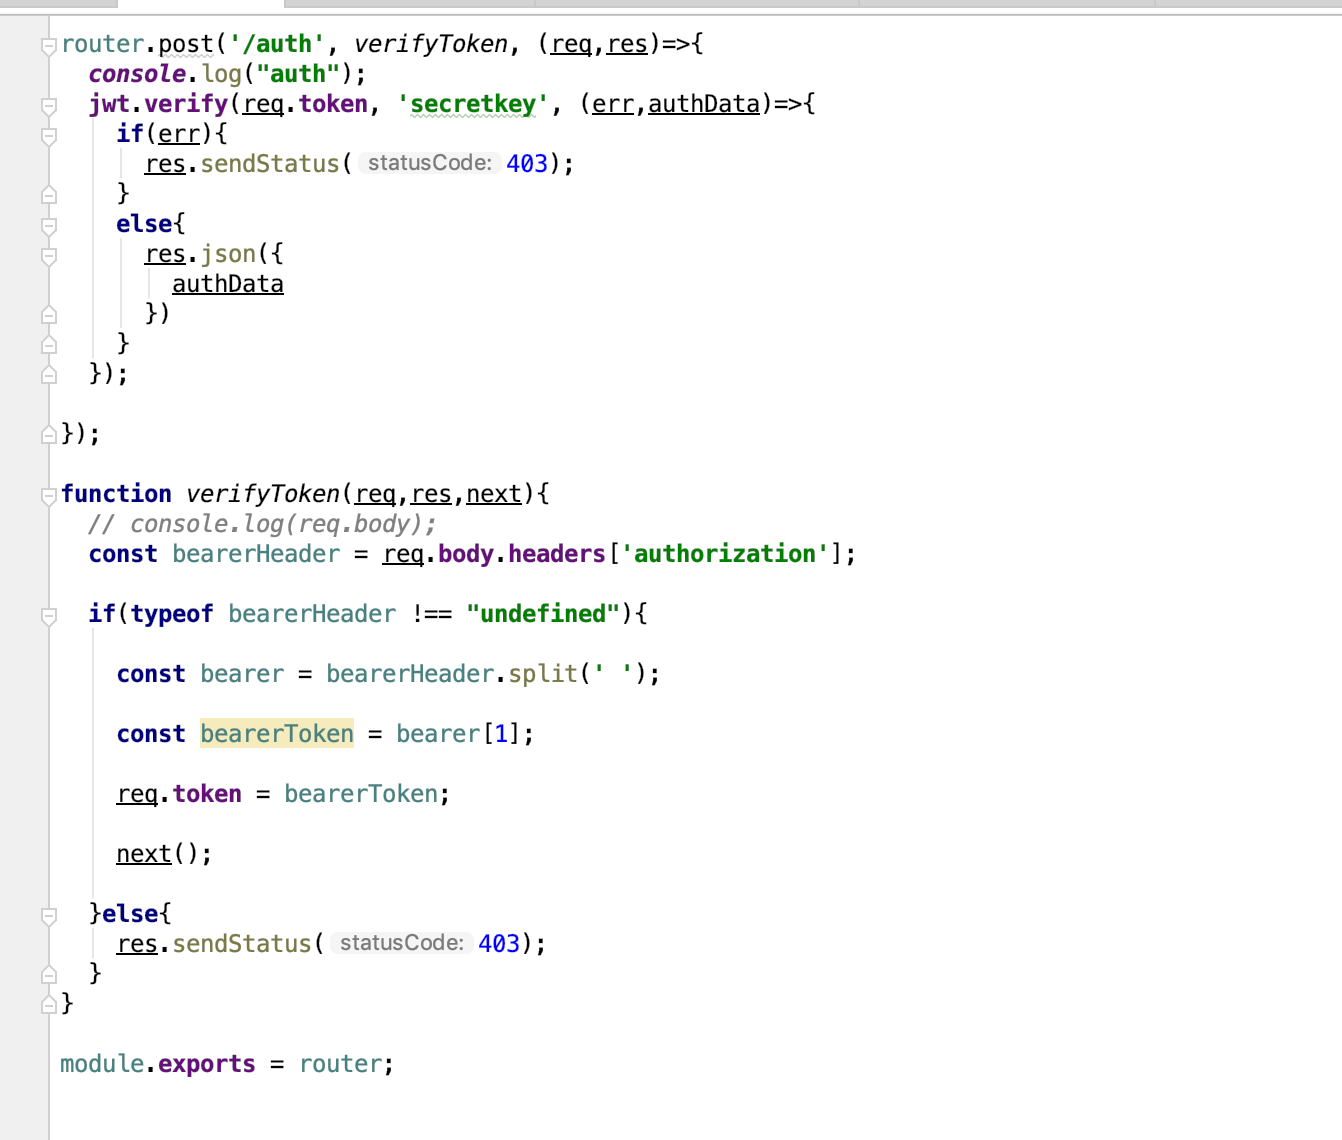 router.post('/auth', verifyToken, (req,res)=>{
  console.log("auth");
  jwt.verify(req.token, 'secretkey', (err,authData)=>{
    if(err){
      res.sendStatus( statusCode: 403);
    }
    else{
      res.json({
        authData
      })
    }
  });

});

function verifyToken(req,res,next){
  // console.log(req.body);
  const bearerHeader = req.body.headers['authorization'];

  if(typeof bearerHeader !== "undefined"){

    const bearer = bearerHeader.split(' ');

    const bearerToken = bearer[1];

    req.token = bearerToken;

    next();

  }else{
    res.sendStatus( statusCode: 403);
  }
}

module.exports = router;